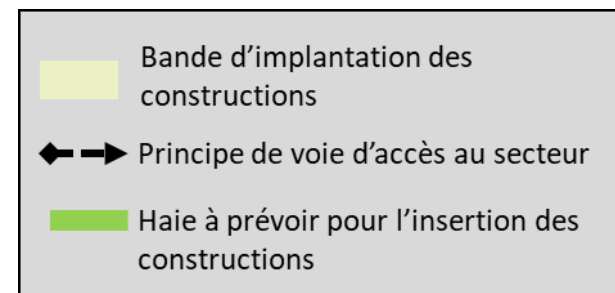 Bande d’implantation des
constructions
Principe de voie d’accès au secteur
Haie à prévoir pour l’insertion des
constructions